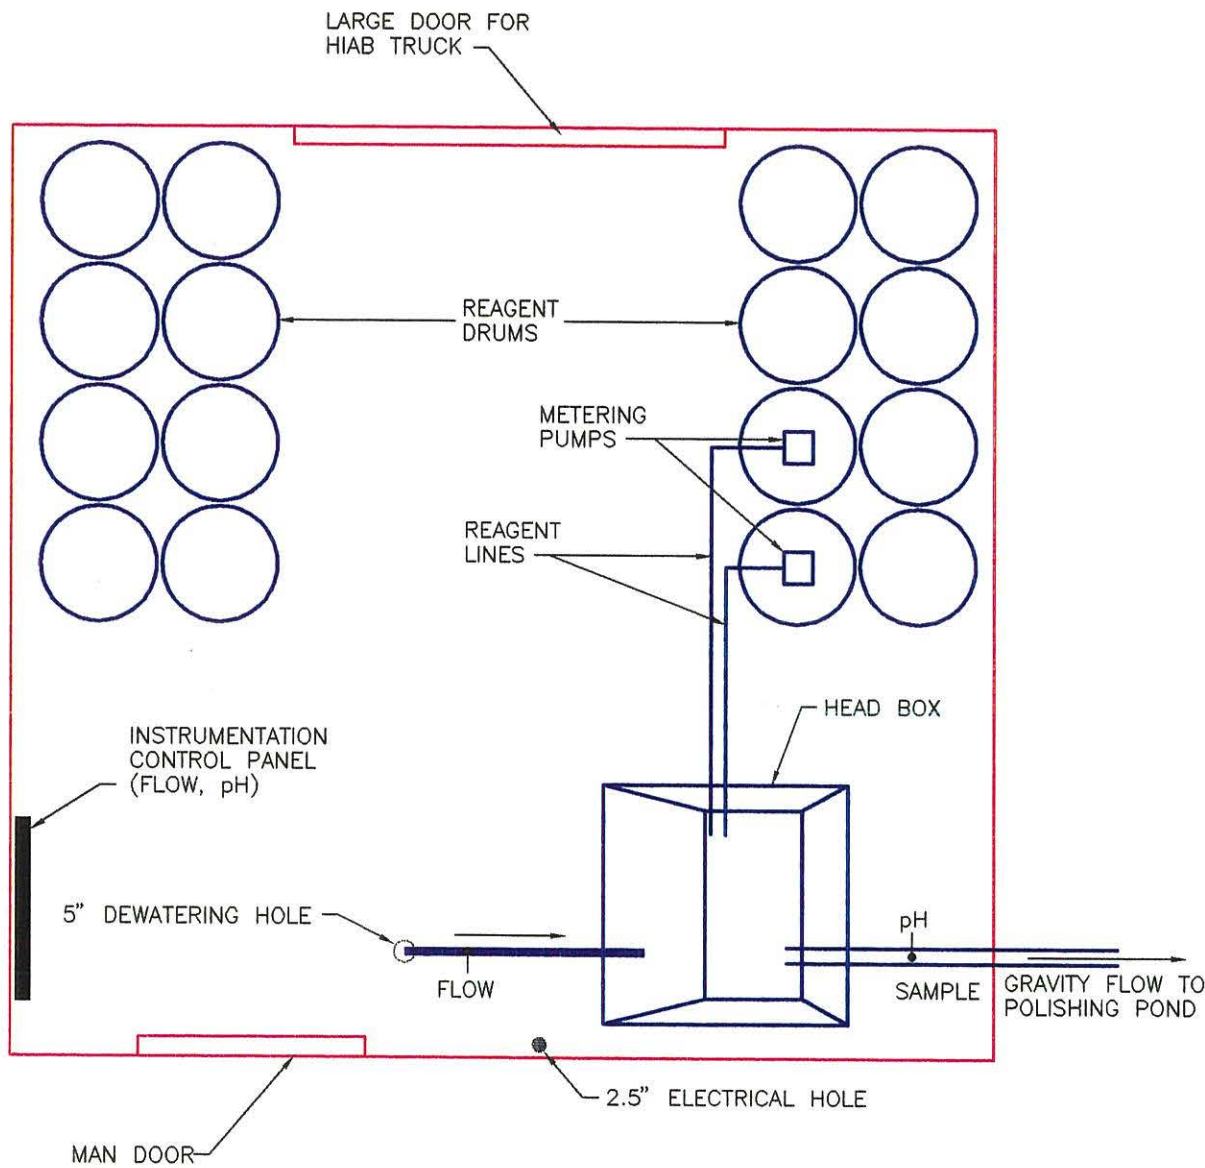 LARGE DOOR FOR
HIAB TRUCK
REAGENT
DRUMS
METERING
PUMPS
REAGENT
LINES
HEAD BOX
INSTRUMENTATION
CONTROL PANEL
(FLOW, pH)
5" DEWATERING HOLE
pH
FLOW
SAMPLE
GRAVITY FLOW TO
POLISHING POND
2.5" ELECTRICAL HOLE
MAN DOOR